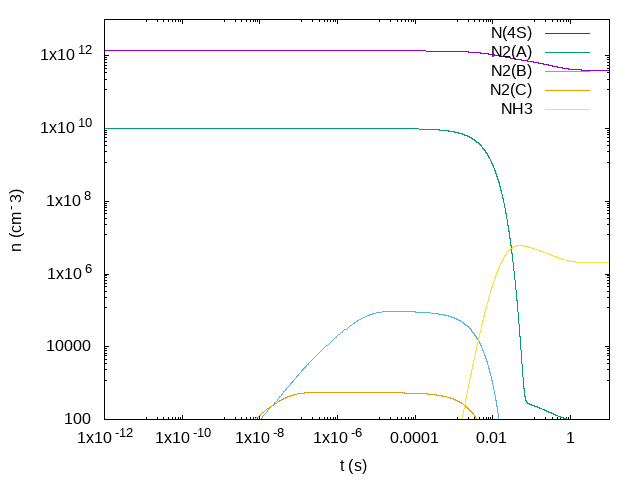 N(4S)
N2(A)
N2(B)
N2(C)
NH3
1x10^12
1x10^10
1x10^8
1x10^6
10000
100
n (cm^-3)
1x10^-12 1x10^-10 1x10^-8 1x10^-6 0.0001 0.01 1
t (s)